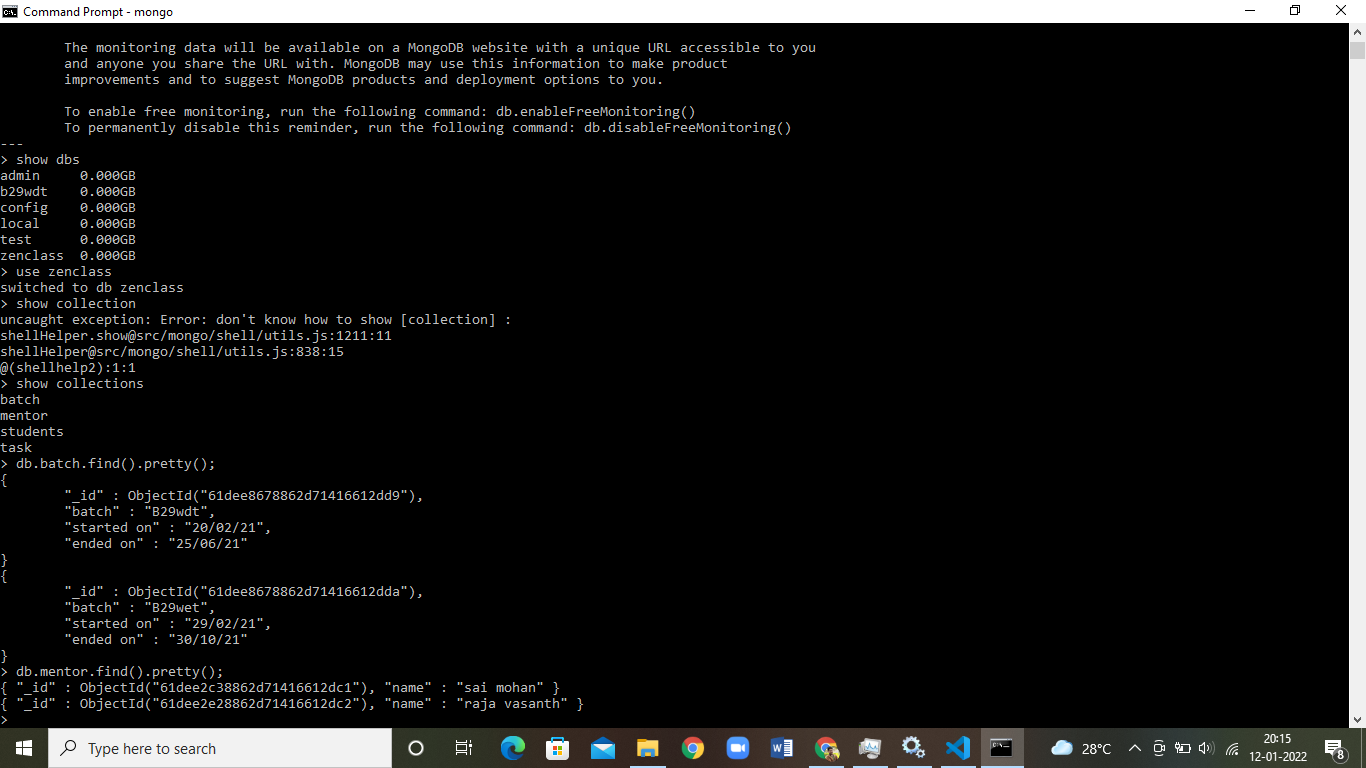 Command Prompt - mongo
The monitoring data will be available on a MongoDB website with a unique URL accessible to you
and anyone you share the URL with. MongoDB may use this information to make product
improvements and to suggest MongoDB products and deployment options to you.
To enable free monitoring, run the following command: db.enableFreeMonitoring()
To permanently disable this reminder, run the following command: db.disableFreeMonitoring()
---
> show dbs
admin     0.000GB
b29wdt    0.000GB
config    0.000GB
local     0.000GB
test      0.000GB
zenclass  0.000GB
> use zenclass
switched to db zenclass
> show collection
uncaught exception: Error: don't know how to show [collection] :
shellHelper.show@src/mongo/shell/utils.js:1211:11
shellHelper@src/mongo/shell/utils.js:838:15
@(shellhelp2):1:1
> show collections
batch
mentor
students
task
> db.batch.find().pretty();
{
"_id" : ObjectId("61dee8678862d71416612dd9"),
"batch" : "B29wdt",
"started on" : "20/02/21",
"ended on" : "25/06/21"
}
{
"_id" : ObjectId("61dee8678862d71416612dda"),
"batch" : "B29wet",
"started on" : "29/02/21",
"ended on" : "30/10/21"
}
> db.mentor.find().pretty();
{ "_id" : ObjectId("61dee2c38862d71416612dc1"), "name" : "sai mohan" }
{ "_id" : ObjectId("61dee2e28862d71416612dc2"), "name" : "raja vasanth" }
>
Type here to search
28°C
20:15
12-01-2022
8